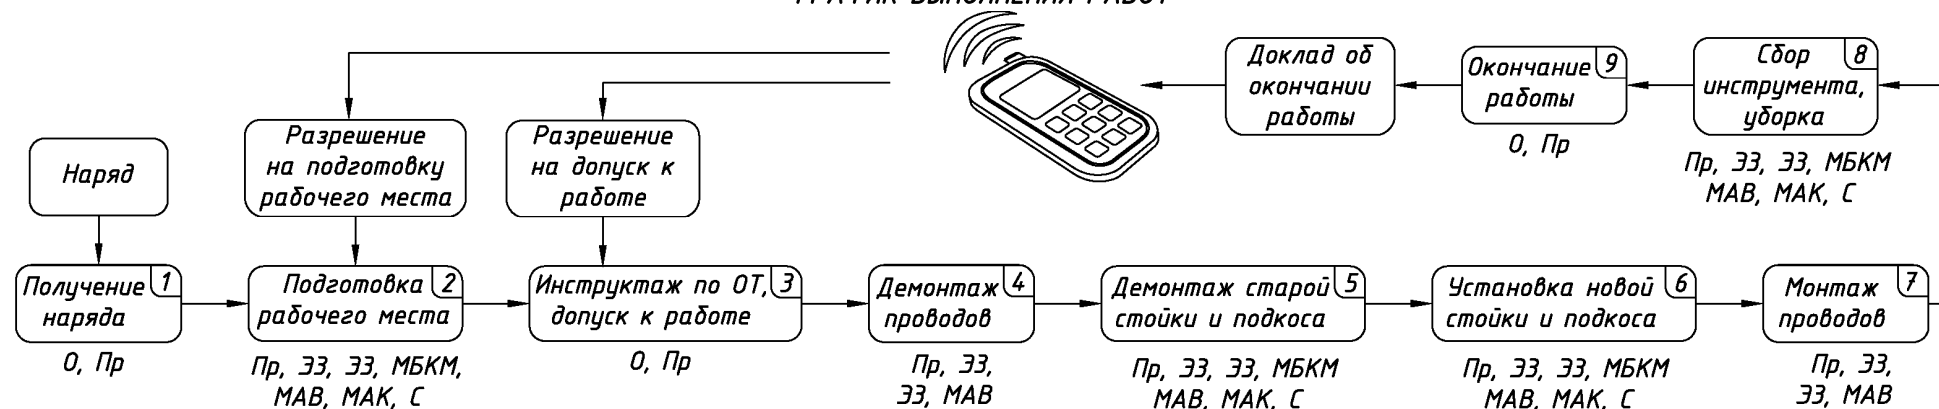 ГРАФИК ВЫПОЛНЕНИЯ РАБОТ
Наряд
Разрешение
на подготовку
рабочего места
Разрешение
на допуск к
работе
Доклад об
окончании
работы
Окончание 9
работы
О, Пр
Сбор 8
инструмента,
уборка
Пр, ЭЗ, ЭЗ, МБКМ
МАВ, МАК, С
Получение 1
наряда
О, Пр
Подготовка 2
рабочего места
Пр, ЭЗ, ЭЗ, МБКМ,
МАВ, МАК, С
Инструктаж по ОТ, 3
допуск к работе
О, Пр
Демонтаж 4
проводов
Пр, ЭЗ,
ЭЗ, МАВ
Демонтаж старой 5
стойки и подкоса
Пр, ЭЗ, ЭЗ, МБКМ
МАВ, МАК, С
Установка новой 6
стойки и подкоса
Пр, ЭЗ, ЭЗ, МБКМ
МАВ, МАК, С
Монтаж 7
проводов
Пр, ЭЗ,
ЭЗ, МАВ